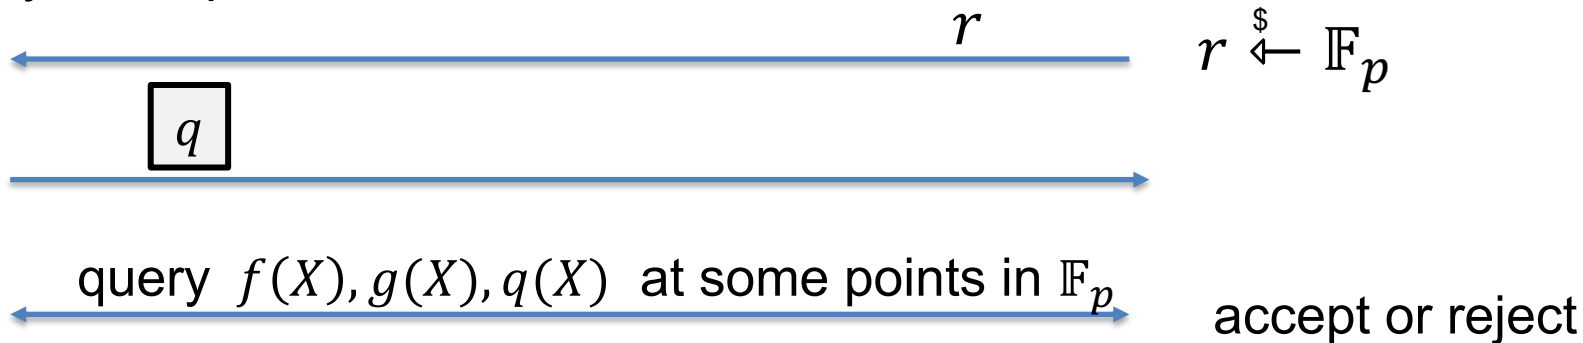 r
r $← 𝔽p
q
query f(X), g(X), q(X) at some points in 𝔽p
accept or reject